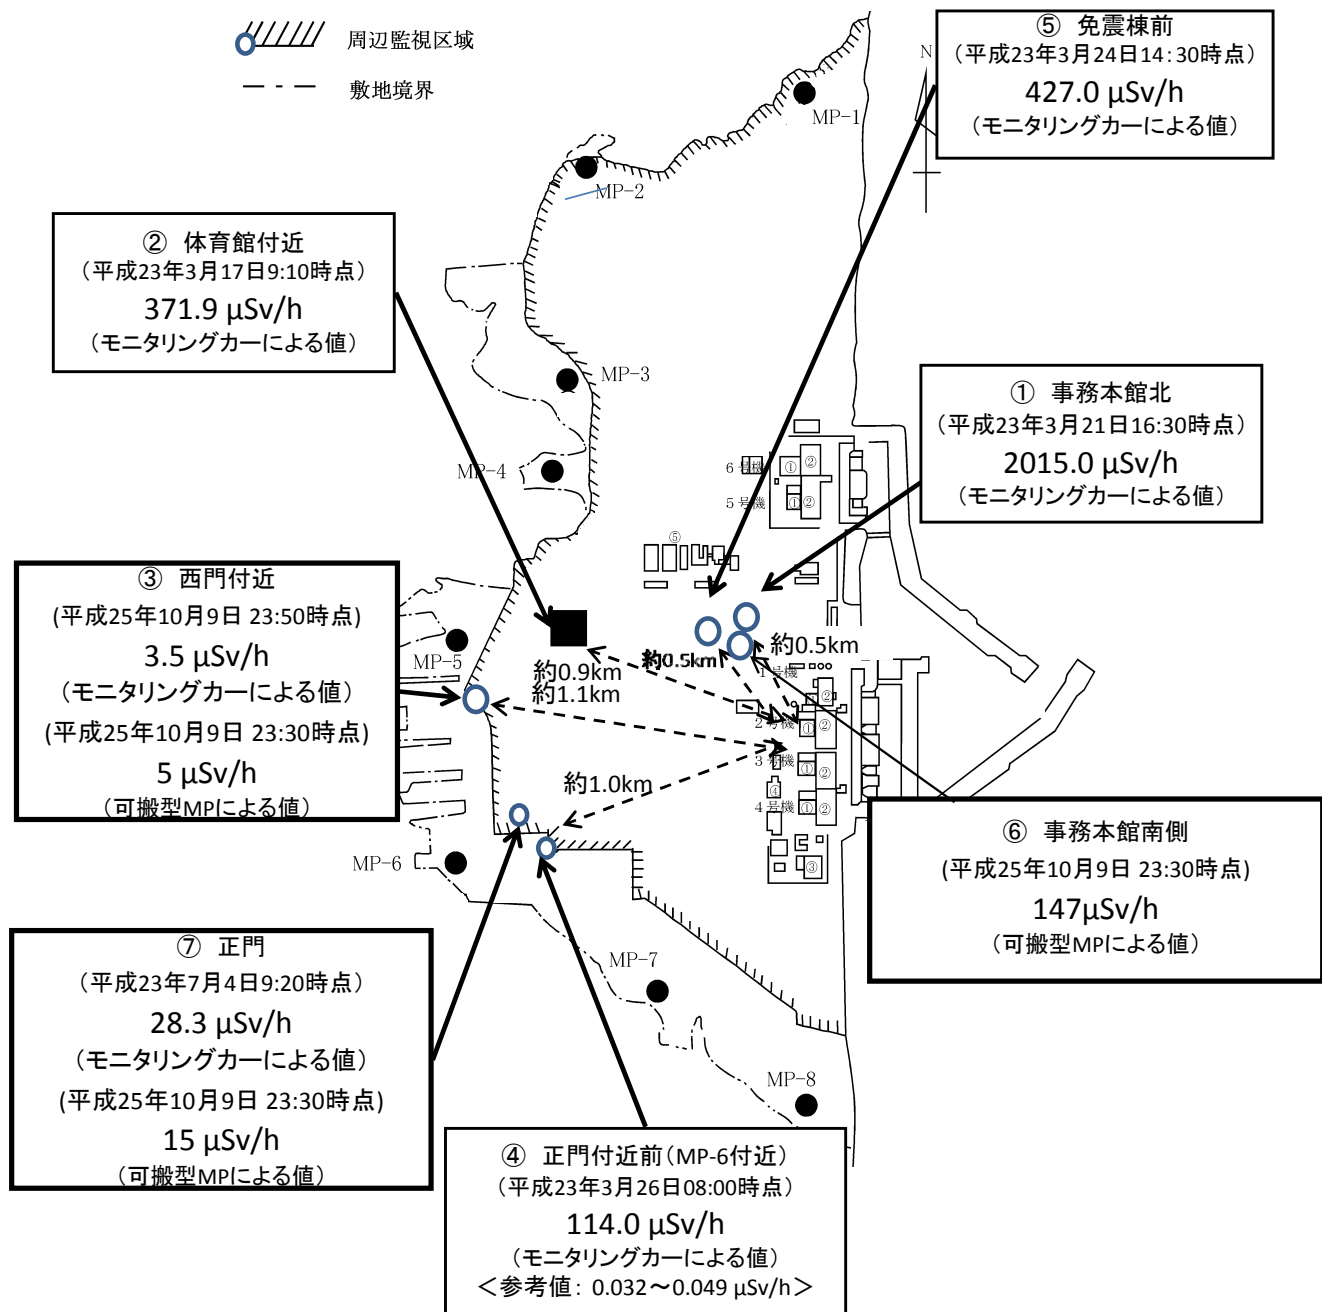 周辺監視区域
敷地境界
⑤ 免震棟前
（平成23年3月24日14:30時点）
427.0 μSv/h
（モニタリングカーによる値）
N
MP-1
MP-2
② 体育館付近
（平成23年3月17日9:10時点）
371.9 μSv/h
（モニタリングカーによる値）
MP-3
① 事務本館北
（平成23年3月21日16:30時点）
2015.0 μSv/h
（モニタリングカーによる値）
MP-4
6号機
① ②
5号機
① ②
⑤
③ 西門付近
(平成25年10月9日 23:50時点)
3.5 μSv/h
（モニタリングカーによる値）
(平成25年10月9日 23:30時点)
5 μSv/h
（可搬型MPによる値）
MP-5
約0.9km
約1.1km
約0.5km
約0.5km
1号機
②
2号機
① ②
3号機
① ②
約1.0km
④
4号機
① ②
③
MP-6
⑥ 事務本館南側
(平成25年10月9日 23:30時点)
147μSv/h
（可搬型MPによる値）
⑦ 正門
（平成23年7月4日9:20時点）
28.3 μSv/h
（モニタリングカーによる値）
(平成25年10月9日 23:30時点)
15 μSv/h
（可搬型MPによる値）
MP-7
MP-8
④ 正門付近前（MP-6付近）
（平成23年3月26日08:00時点）
114.0 μSv/h
（モニタリングカーによる値）
＜参考値: 0.032～0.049 μSv/h＞